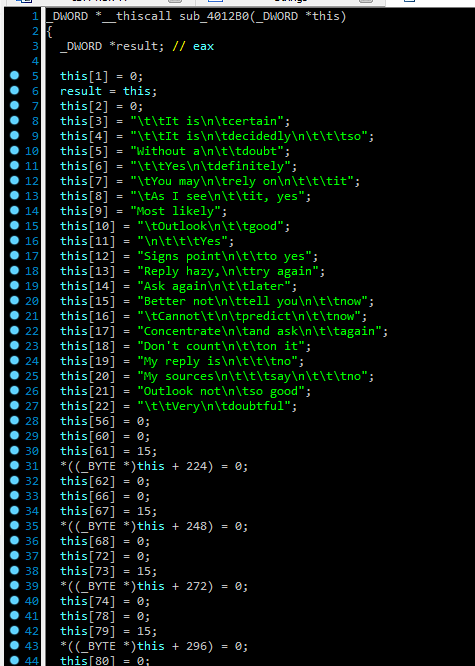 1 _DWORD *__thiscall sub_4012B0(_DWORD *this)
2 {
3 _DWORD *result; // eax
4
5 this[1] = 0;
6 result = this;
7 this[2] = 0;
8 this[3] = "\t\tIt is\n\tcertain";
9 this[4] = "\t\tIt is\n\tdecidedly\n\t\t\tso";
10 this[5] = "Without a\n\t\tdoubt";
11 this[6] = "\t\tYes\n\tdefinitely";
12 this[7] = "\tYou may\n\trely on\n\t\t\tit";
13 this[8] = "\tAs I see\n\t\tit, yes";
14 this[9] = "Most likely";
15 this[10] = "\tOutlook\n\t\tgood";
16 this[11] = "\n\t\t\tYes";
17 this[12] = "Signs point\n\t\tto yes";
18 this[13] = "Reply hazy,\n\ttry again";
19 this[14] = "Ask again\n\t\tlater";
20 this[15] = "Better not\n\ttell you\n\t\tnow";
21 this[16] = "\tCannot\t\n\tpredict\n\t\tnow";
22 this[17] = "Concentrate\n\tand ask\n\t\tagain";
23 this[18] = "Don't count\n\t\ton it";
24 this[19] = "My reply is\n\t\t\tno";
25 this[20] = "My sources\n\t\t\tsay\n\t\t\tno";
26 this[21] = "Outlook not\n\tso good";
27 this[22] = "\t\tVery\n\tdoubtful";
28 this[56] = 0;
29 this[60] = 0;
30 this[61] = 15;
31 *((_BYTE *)this + 224) = 0;
32 this[62] = 0;
33 this[66] = 0;
34 this[67] = 15;
35 *((_BYTE *)this + 248) = 0;
36 this[68] = 0;
37 this[72] = 0;
38 this[73] = 15;
39 *((_BYTE *)this + 272) = 0;
40 this[74] = 0;
41 this[78] = 0;
42 this[79] = 15;
43 *((_BYTE *)this + 296) = 0;
44 this[80] = 0;